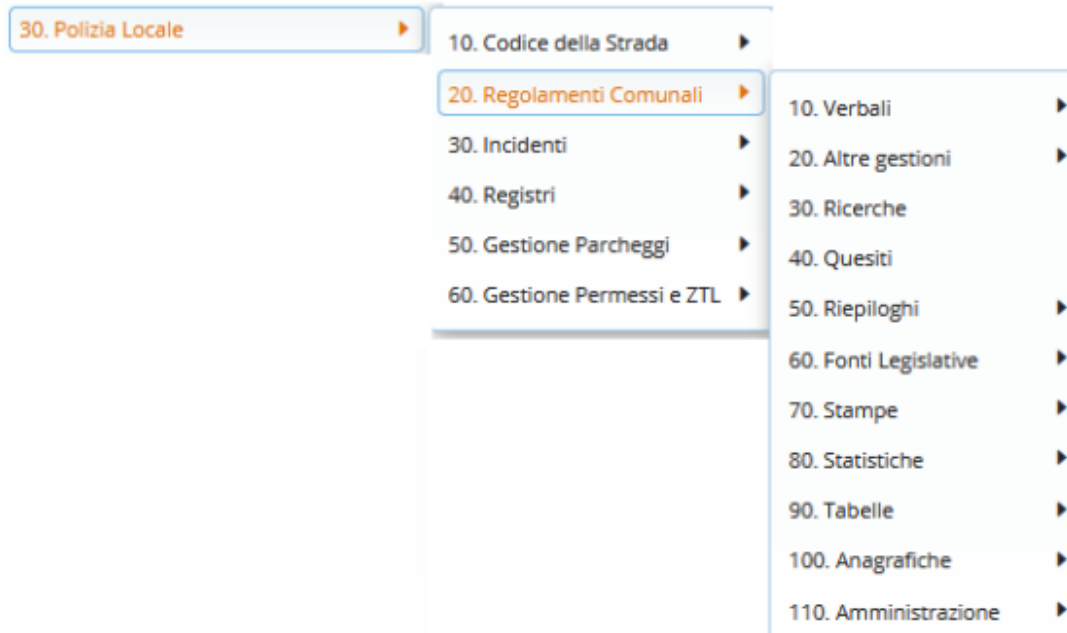 30. Polizia Locale
10. Codice della Strada
20. Regolamenti Comunali
30. Incidenti
40. Registri
50. Gestione Parcheggi
60. Gestione Permessi e ZTL
10. Verbali
20. Altre gestioni
30. Ricerche
40. Quesiti
50. Riepiloghi
60. Fonti Legislative
70. Stampe
80. Statistiche
90. Tabelle
100. Anagrafiche
110. Amministrazione